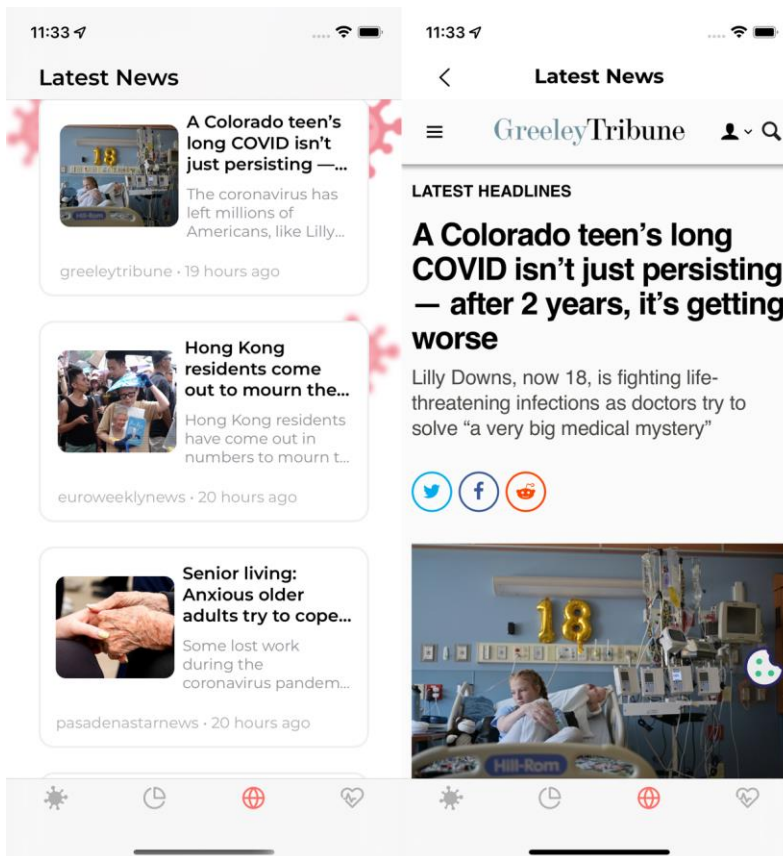 11:33
Latest News
A Colorado teen’s
long COVID isn’t
just persisting —...
The coronavirus has
left millions of
Americans, like Lilly...
greeleytribune • 19 hours ago
Hong Kong
residents come
out to mourn the...
Hong Kong residents
have come out in
numbers to mourn t...
euroweeklynews • 20 hours ago
Senior living:
Anxious older
adults try to cope...
Some lost work
during the
coronavirus pandem...
pasadenastarnews • 20 hours ago
11:33
Latest News
GreeleyTribune
LATEST HEADLINES
A Colorado teen’s long
COVID isn’t just persisting
— after 2 years, it’s getting
worse
Lilly Downs, now 18, is fighting life-
threatening infections as doctors try to
solve “a very big medical mystery”
18
Hill-Rom